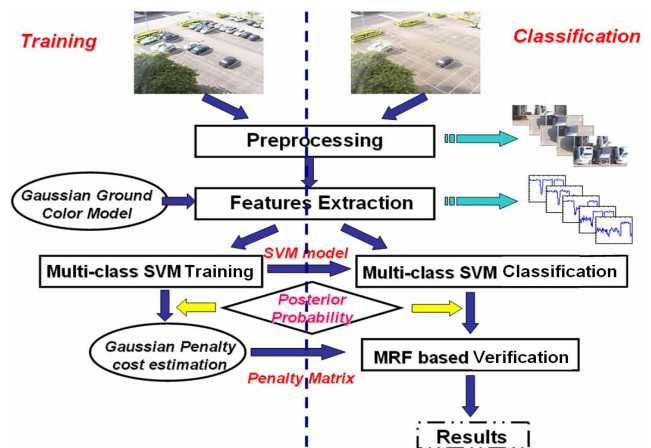 Training
Classification
Preprocessing
Gaussian Ground
Color Model
Features Extraction
SVM model
Multi-class SVM Training
Multi-class SVM Classification
Posterior
Probability
Gaussian Penalty
cost estimation
MRF based Verification
Penalty Matrix
Results